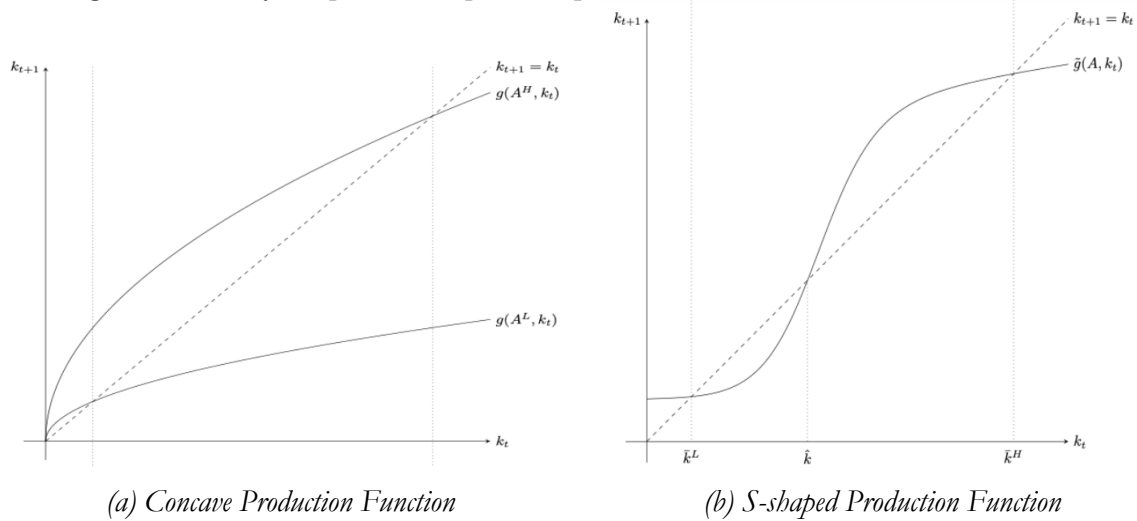 k_{t+1}
k_{t+1} = k_t
g(A^H, k_t)
g(A^L, k_t)
k_t
(a) Concave Production Function
k_{t+1}
k_{t+1} = k_t
g̃(A, k_t)
k_t
k̄^L
k̂
k̄^H
(b) S-shaped Production Function